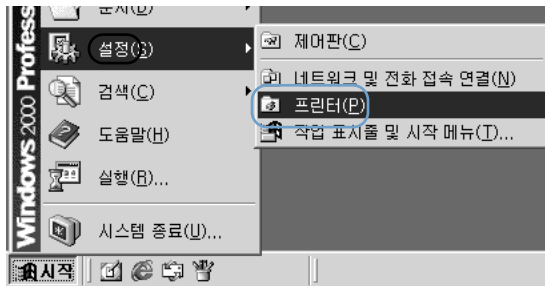 Windows 2000 Profess
문서(D)
설정(S)
검색(C)
도움말(H)
실행(R)...
시스템 종료(U)...
제어판(C)
네트워크 및 전화 접속 연결(N)
프린터(P)
작업 표시줄 및 시작 메뉴(T)...
시작